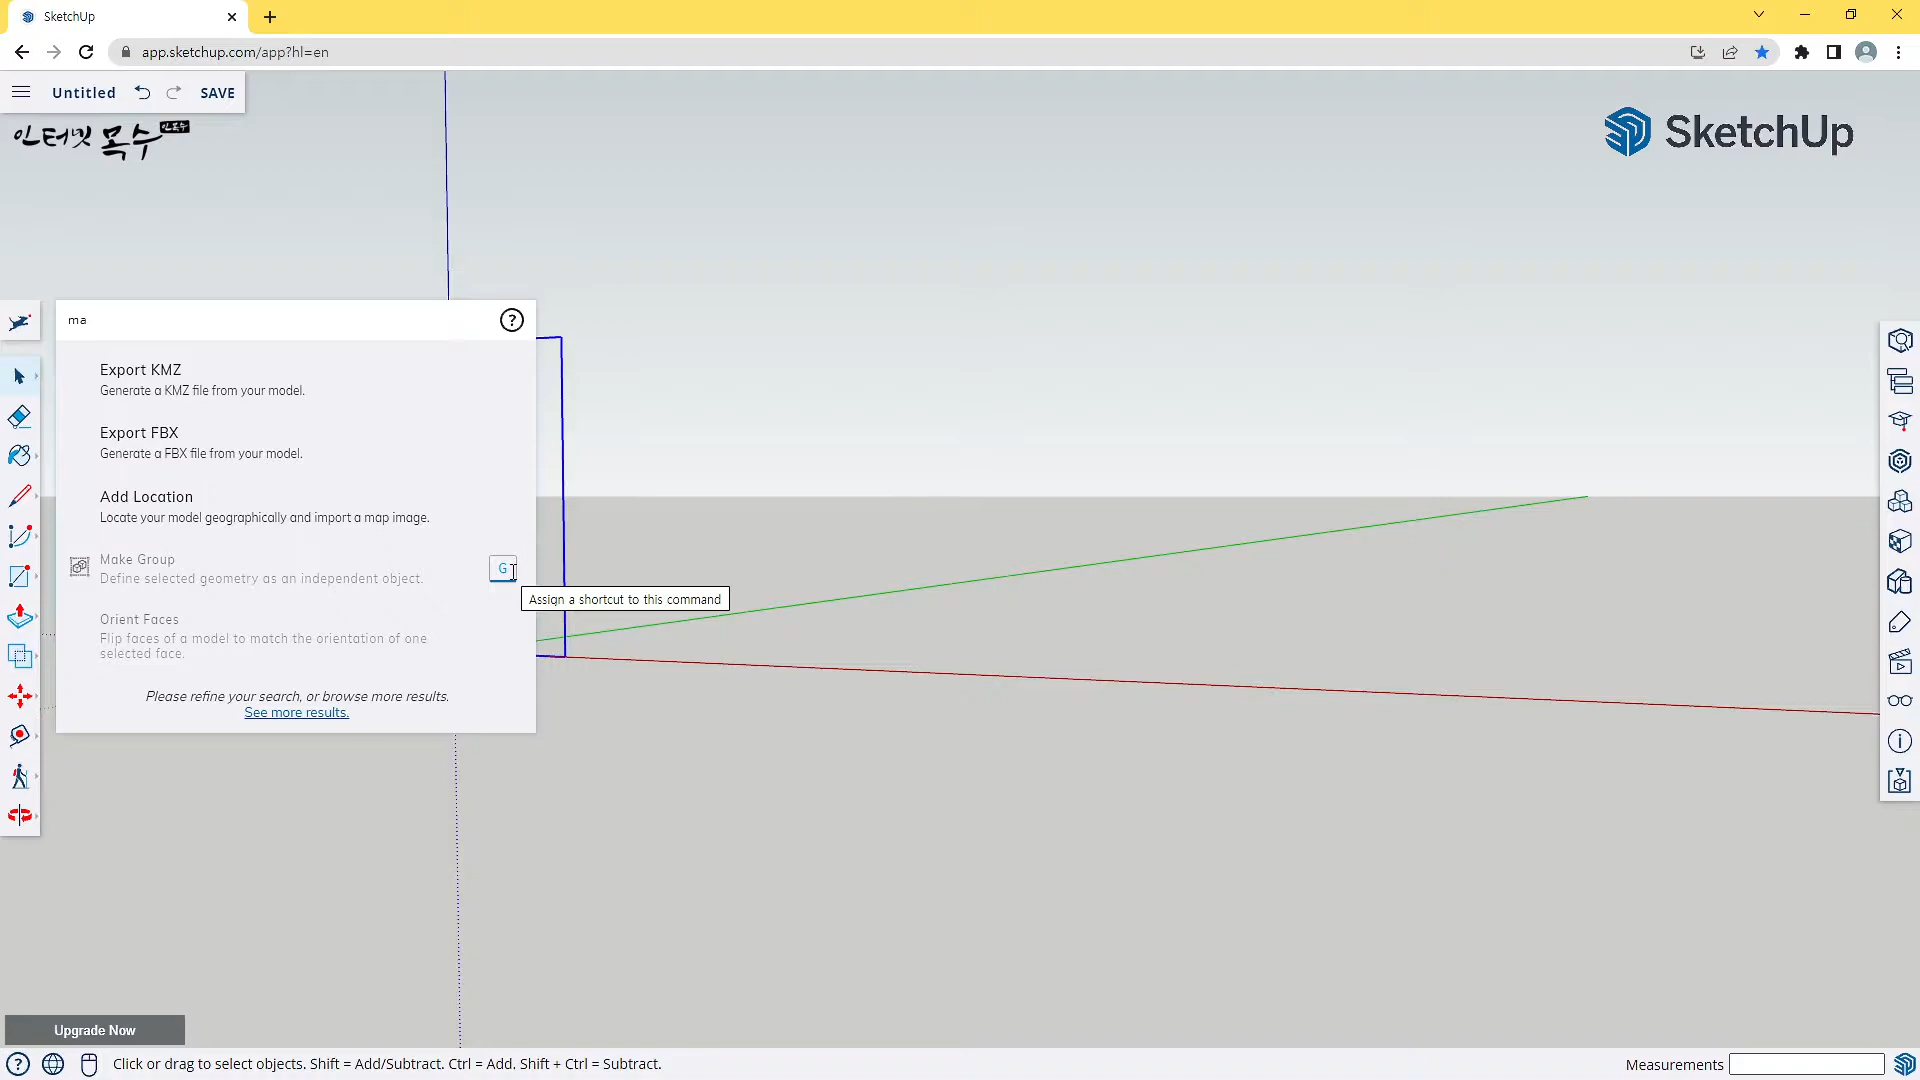 SketchUp
app.sketchup.com/app?hl=en
Untitled
SAVE
인터넷 목수
SketchUp
ma
Export KMZ
Generate a KMZ file from your model.
Export FBX
Generate a FBX file from your model.
Add Location
Locate your model geographically and import a map image.
Make Group
Define selected geometry as an independent object.
G
Assign a shortcut to this command
Orient Faces
Flip faces of a model to match the orientation of one
selected face.
Please refine your search, or browse more results.
See more results.
Upgrade Now
Click or drag to select objects. Shift = Add/Subtract. Ctrl = Add. Shift + Ctrl = Subtract.
Measurements